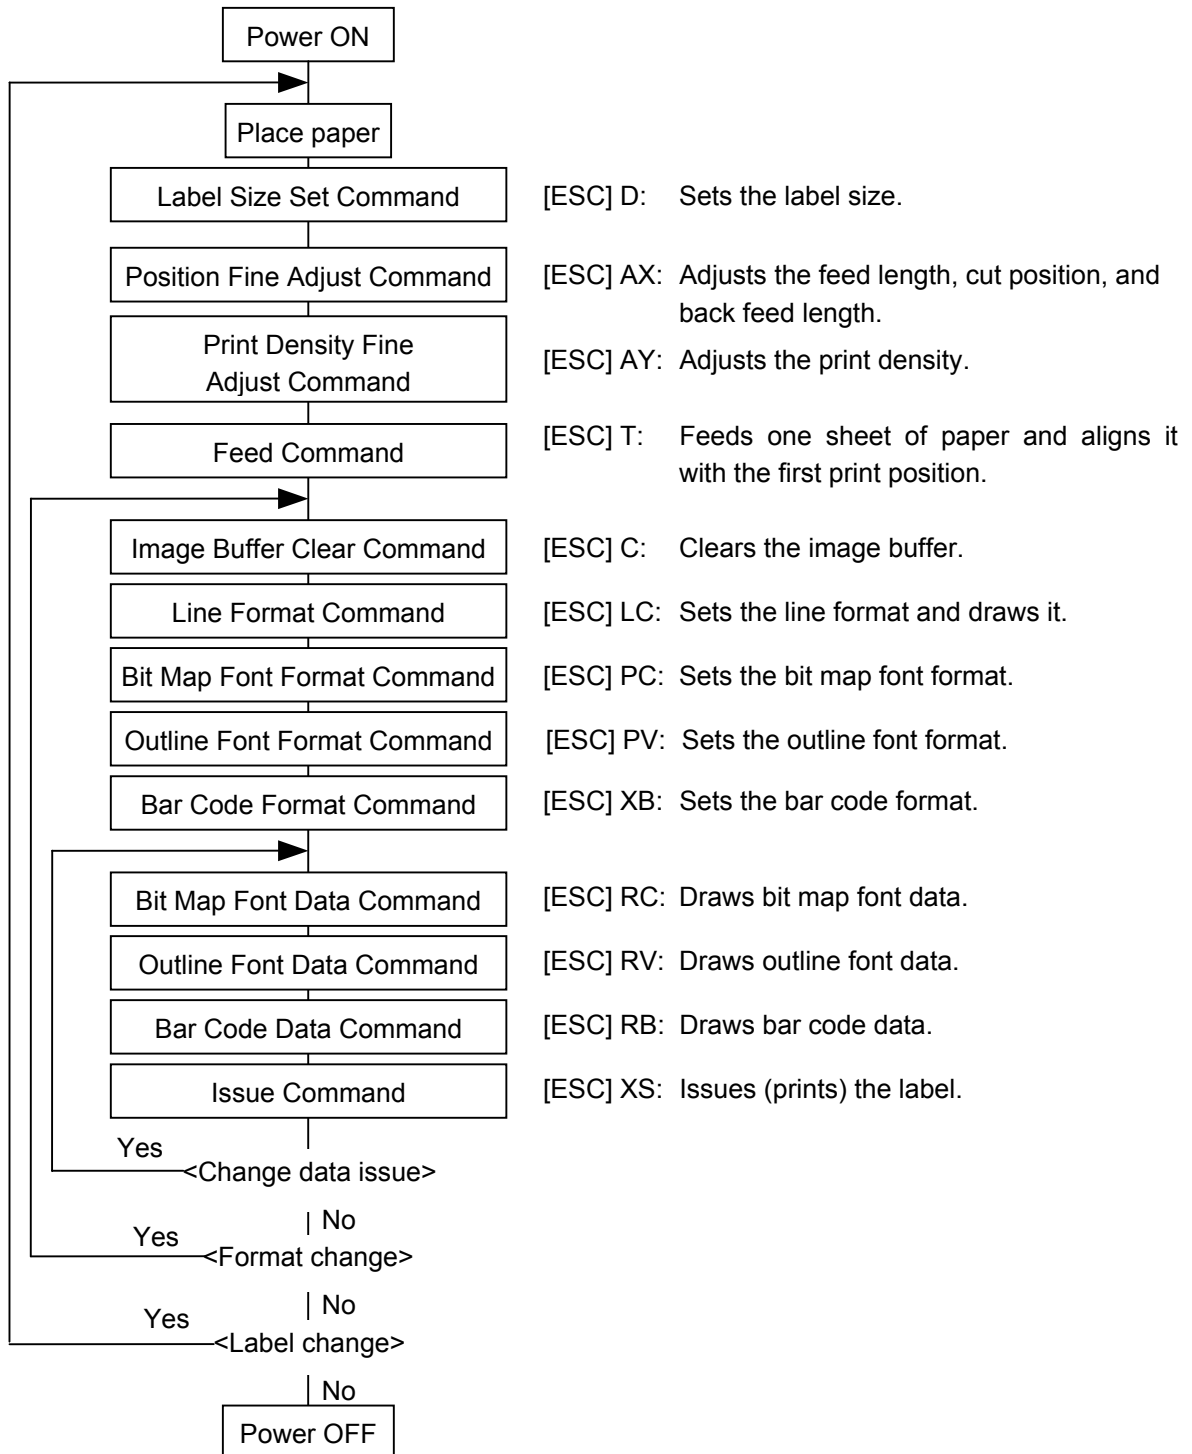 Power ON
Place paper
Label Size Set Command [ESC] D: Sets the label size.
Position Fine Adjust Command [ESC] AX: Adjusts the feed length, cut position, and
back feed length.
Print Density Fine
Adjust Command [ESC] AY: Adjusts the print density.
Feed Command [ESC] T: Feeds one sheet of paper and aligns it
with the first print position.
Image Buffer Clear Command [ESC] C: Clears the image buffer.
Line Format Command [ESC] LC: Sets the line format and draws it.
Bit Map Font Format Command [ESC] PC: Sets the bit map font format.
Outline Font Format Command [ESC] PV: Sets the outline font format.
Bar Code Format Command [ESC] XB: Sets the bar code format.
Bit Map Font Data Command [ESC] RC: Draws bit map font data.
Outline Font Data Command [ESC] RV: Draws outline font data.
Bar Code Data Command [ESC] RB: Draws bar code data.
Issue Command [ESC] XS: Issues (prints) the label.
Yes
<Change data issue>
No
Yes
<Format change>
No
Yes
<Label change>
No
Power OFF